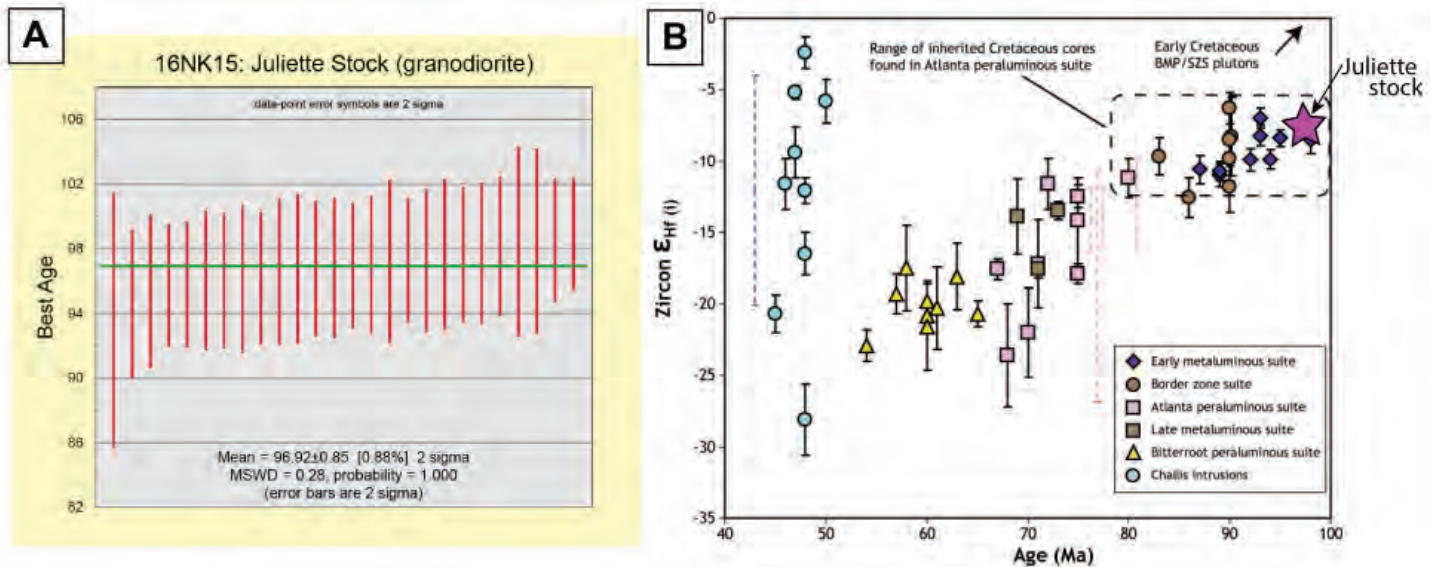 A
16NK15: Juliette Stock (granodiorite)
data-point error symbols are 2 sigma
106
102
98
94
90
86
82
Best Age
Mean = 96.92±0.85 [0.88%] 2 sigma
MSWD = 0.28, probability = 1.000
(error bars are 2 sigma)
B
0
-5
-10
-15
-20
-25
-30
-35
Zircon εHf (i)
Range of inherited Cretaceous cores
found in Atlanta peraluminous suite
Early Cretaceous
BMP/SZS plutons
Juliette
stock
Early metaluminous suite
Border zone suite
Atlanta peraluminous suite
Late metaluminous suite
Bitterroot peraluminous suite
Challis intrusions
40
50
60
70
80
90
100
Age (Ma)